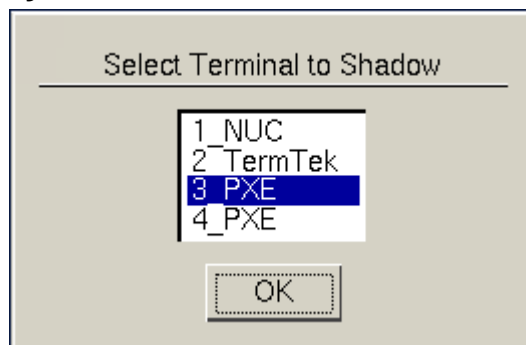 Select Terminal to Shadow
1_NUC
2_TermTek
3_PXE
4_PXE
OK